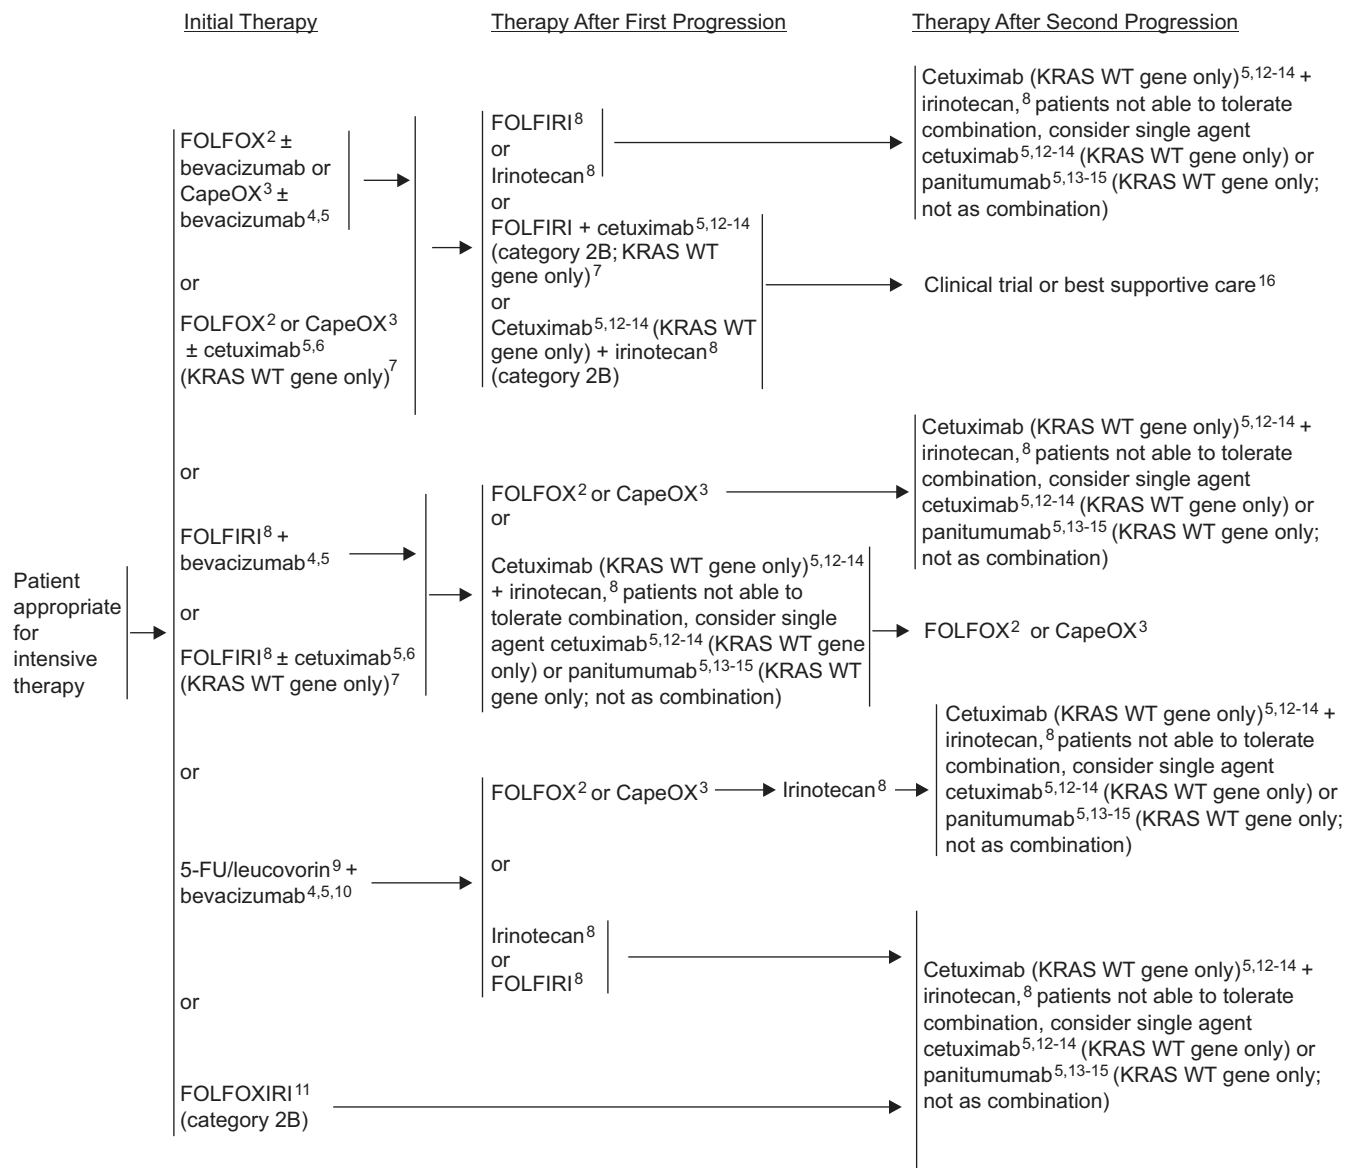 Initial Therapy
Therapy After First Progression
Therapy After Second Progression
Patient
appropriate
for
intensive
therapy
FOLFOX2 ±
bevacizumab or
CapeOX3 ±
bevacizumab4,5
or
FOLFOX2 or CapeOX3
± cetuximab5,6
(KRAS WT gene only)7
or
FOLFIRI8 +
bevacizumab4,5
or
FOLFIRI8 ± cetuximab5,6
(KRAS WT gene only)7
or
5-FU/leucovorin9 +
bevacizumab4,5,10
or
FOLFOXIRI11
(category 2B)
FOLFIRI8
or
Irinotecan8
or
FOLFIRI + cetuximab5,12-14
(category 2B; KRAS WT
gene only)7
or
Cetuximab5,12-14 (KRAS WT
gene only) + irinotecan8
(category 2B)
FOLFOX2 or CapeOX3
or
Cetuximab (KRAS WT gene only)5,12-14
+ irinotecan,8 patients not able to
tolerate combination, consider single
agent cetuximab5,12-14 (KRAS WT gene
only) or panitumumab5,13-15 (KRAS WT
gene only; not as combination)
FOLFOX2 or CapeOX3
Irinotecan8
or
Irinotecan8
or
FOLFIRI8
Cetuximab (KRAS WT gene only)5,12-14 +
irinotecan,8 patients not able to tolerate
combination, consider single agent
cetuximab5,12-14 (KRAS WT gene only) or
panitumumab5,13-15 (KRAS WT gene only;
not as combination)
Clinical trial or best supportive care16
Cetuximab (KRAS WT gene only)5,12-14 +
irinotecan,8 patients not able to tolerate
combination, consider single agent
cetuximab5,12-14 (KRAS WT gene only) or
panitumumab5,13-15 (KRAS WT gene only;
not as combination)
FOLFOX2 or CapeOX3
Cetuximab (KRAS WT gene only)5,12-14 +
irinotecan,8 patients not able to tolerate
combination, consider single agent
cetuximab5,12-14 (KRAS WT gene only) or
panitumumab5,13-15 (KRAS WT gene only;
not as combination)
Cetuximab (KRAS WT gene only)5,12-14 +
irinotecan,8 patients not able to tolerate
combination, consider single agent
cetuximab5,12-14 (KRAS WT gene only) or
panitumumab5,13-15 (KRAS WT gene only;
not as combination)